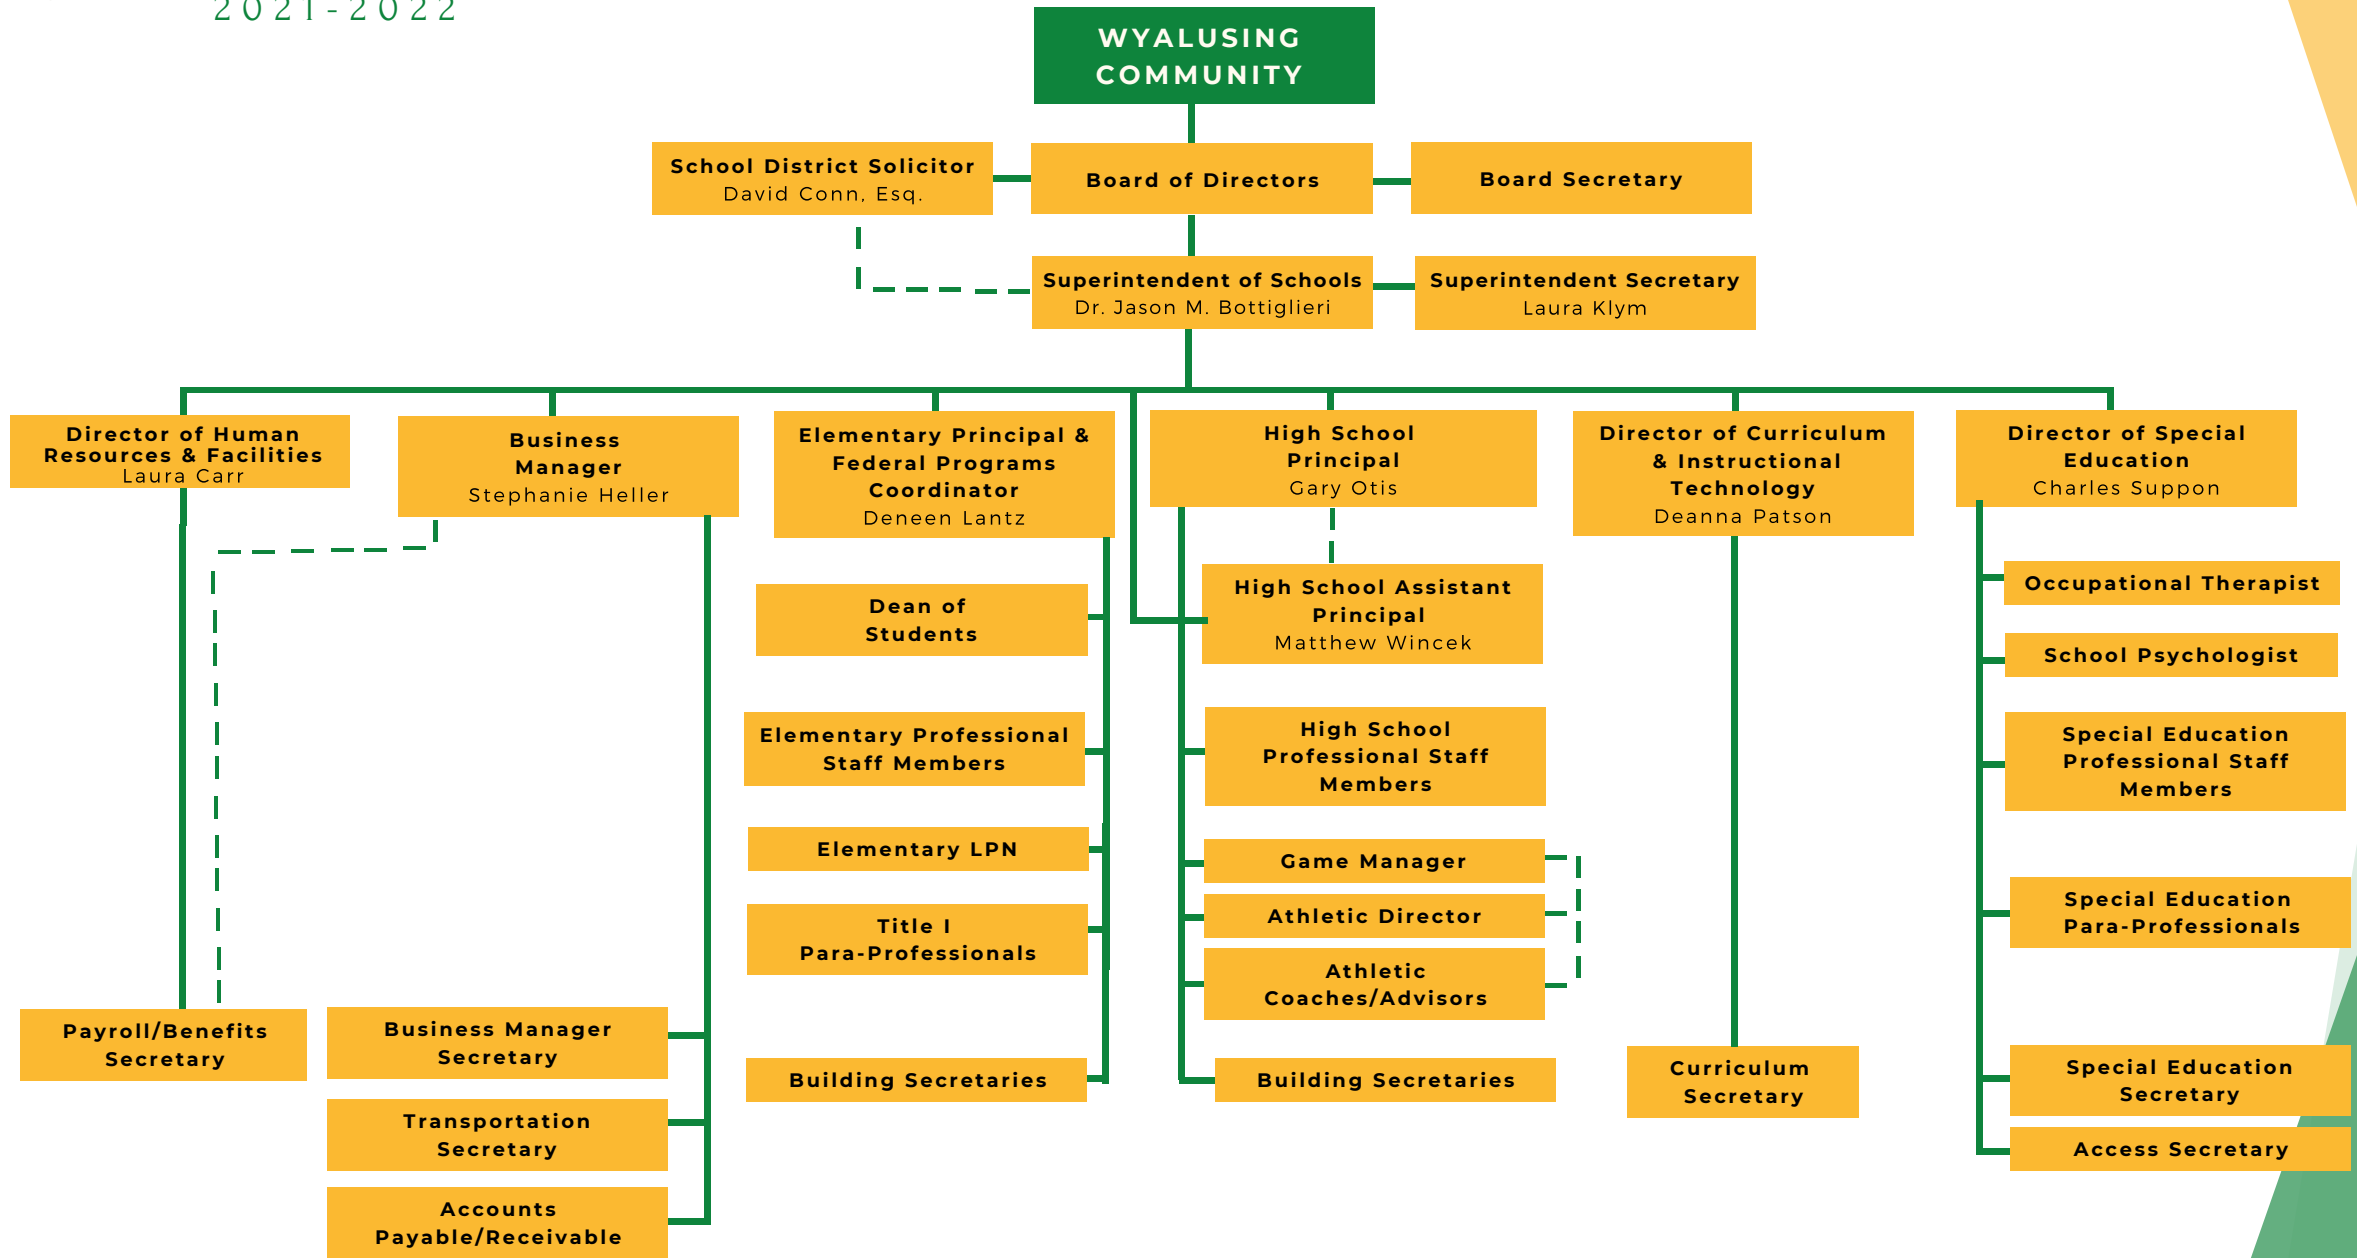 2021-2022
WYALUSING
COMMUNITY
School District Solicitor
David Conn, Esq.
Board of Directors
Board Secretary
Superintendent of Schools
Dr. Jason M. Bottiglieri
Superintendent Secretary
Laura Klym
Director of Human
Resources & Facilities
Laura Carr
Business
Manager
Stephanie Heller
Elementary Principal &
Federal Programs
Coordinator
Deneen Lantz
High School
Principal
Gary Otis
Director of Curriculum
& Instructional
Technology
Deanna Patson
Director of Special
Education
Charles Suppon
Dean of
Students
High School Assistant
Principal
Matthew Wincek
Occupational Therapist
School Psychologist
Elementary Professional
Staff Members
High School
Professional Staff
Members
Special Education
Professional Staff
Members
Elementary LPN
Game Manager
Title I
Para-Professionals
Athletic Director
Special Education
Para-Professionals
Athletic
Coaches/Advisors
Payroll/Benefits
Secretary
Business Manager
Secretary
Building Secretaries
Building Secretaries
Curriculum
Secretary
Special Education
Secretary
Transportation
Secretary
Access Secretary
Accounts
Payable/Receivable